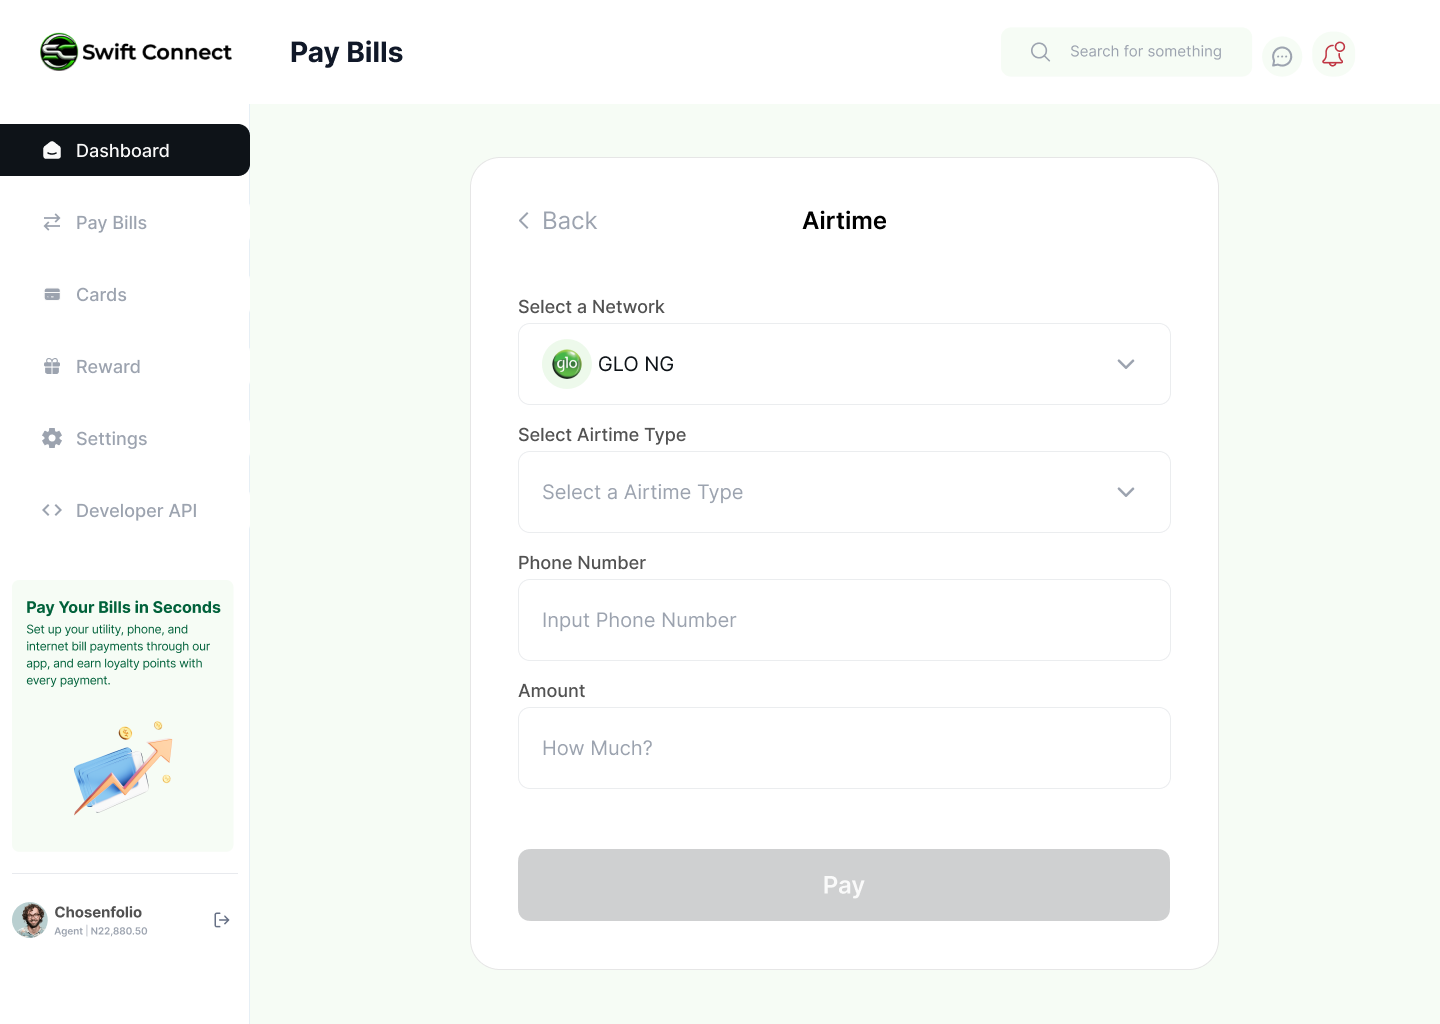 Swift Connect
Pay Bills
Search for something
Dashboard
Pay Bills
Cards
Reward
Settings
Developer API
Pay Your Bills in Seconds
Set up your utility, phone, and
internet bill payments through our
app, and earn loyalty points with
every payment.
Chosenfolio
Agent | N22,880.50
Back
Airtime
Select a Network
glo GLO NG
Select Airtime Type
Select a Airtime Type
Phone Number
Input Phone Number
Amount
How Much?
Pay